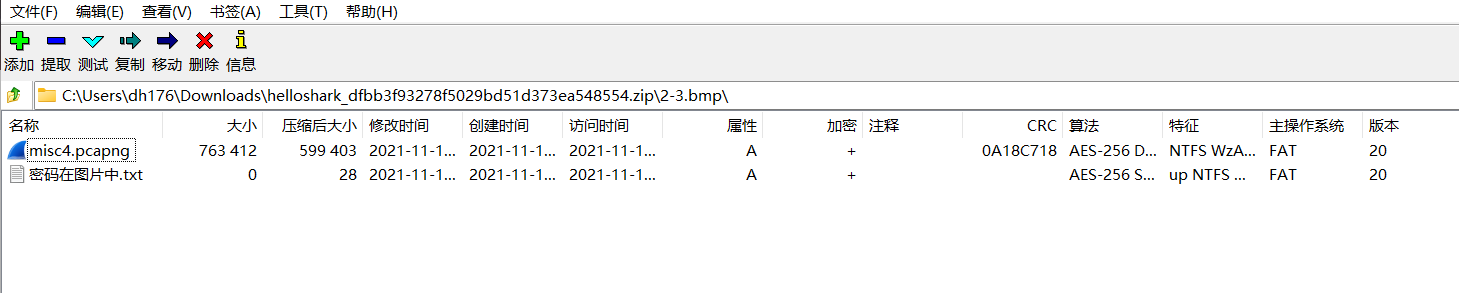 文件(F) 编辑(E) 查看(V) 书签(A) 工具(T) 帮助(H)
添加 提取 测试 复制 移动 删除 信息
C:\Users\dh176\Downloads\helloshark_dfbb3f93278f5029bd51d373ea548554.zip\2-3.bmp\
名称 大小 压缩后大小 修改时间 创建时间 访问时间 属性 加密 注释 CRC 算法 特征 主操作系统 版本
misc4.pcapng 763 412 599 403 2021-11-1... 2021-11-1... 2021-11-1... A + 0A18C718 AES-256 D... NTFS WzA... FAT 20
密码在图片中.txt 0 28 2021-11-1... 2021-11-1... 2021-11-1... A + AES-256 S... up NTFS ... FAT 20